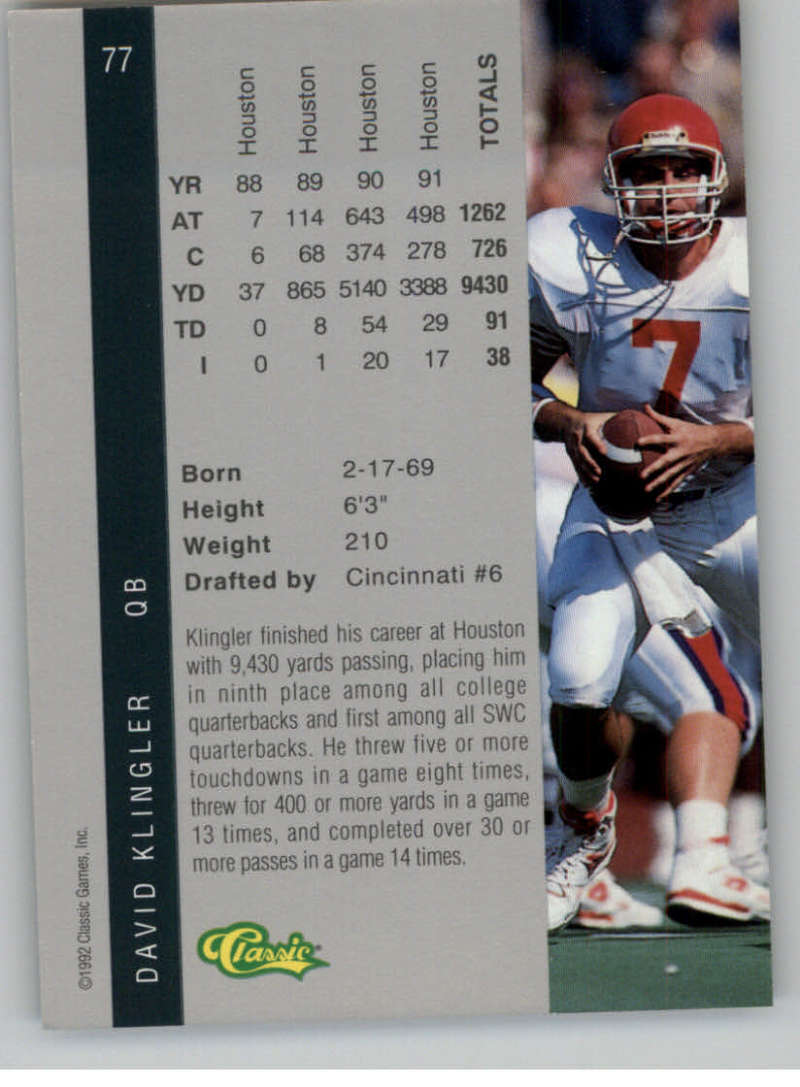 77
Houston Houston Houston Houston TOTALS
YR 88 89 90 91
AT 7 114 643 498 1262
C 6 68 374 278 726
YD 37 865 5140 3388 9430
TD 0 8 54 29 91
I 0 1 20 17 38
Born 2-17-69
Height 6'3"
Weight 210
Drafted by Cincinnati #6
Klingler finished his career at Houston
with 9,430 yards passing, placing him
in ninth place among all college
quarterbacks and first among all SWC
quarterbacks. He threw five or more
touchdowns in a game eight times,
threw for 400 or more yards in a game
13 times, and completed over 30 or
more passes in a game 14 times.
Classic
DAVID KLINGLER QB
©1992 Classic Games, Inc.
7